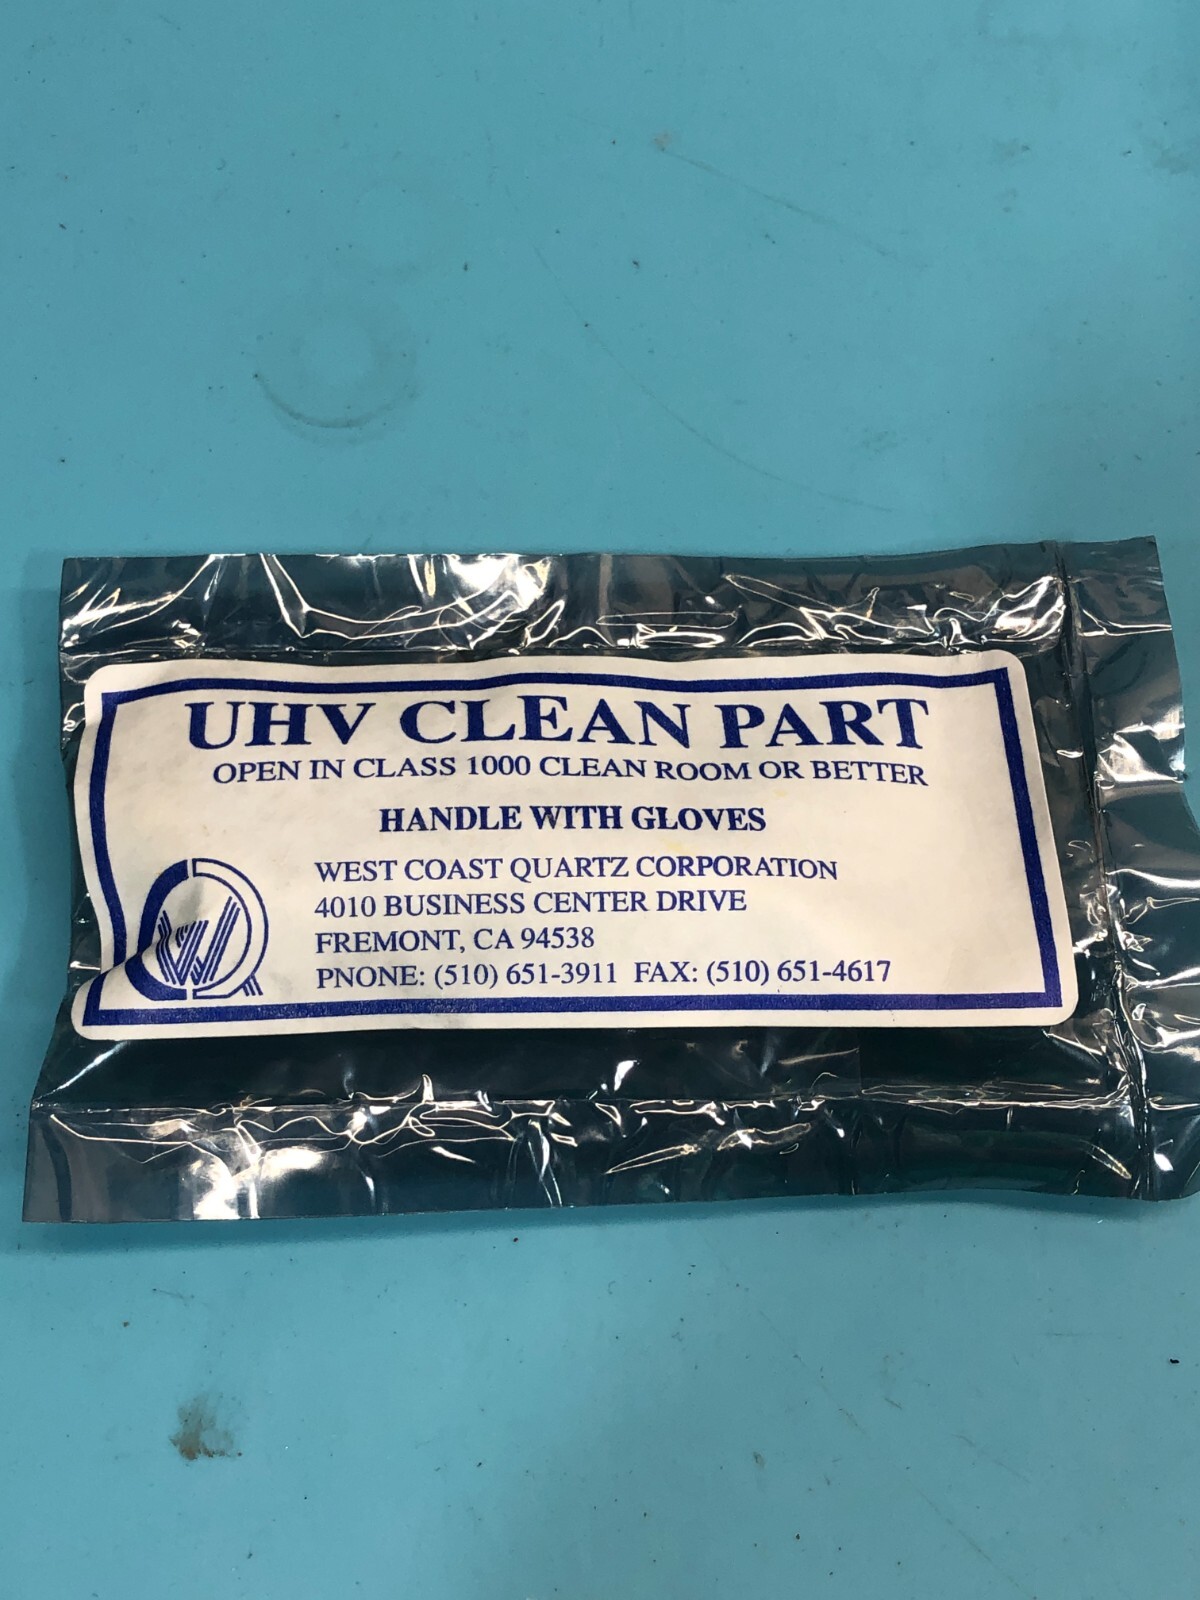 UHV CLEAN PART
OPEN IN CLASS 1000 CLEAN ROOM OR BETTER
HANDLE WITH GLOVES
WEST COAST QUARTZ CORPORATION
4010 BUSINESS CENTER DRIVE
FREMONT, CA 94538
PNONE: (510) 651-3911 FAX: (510) 651-4617